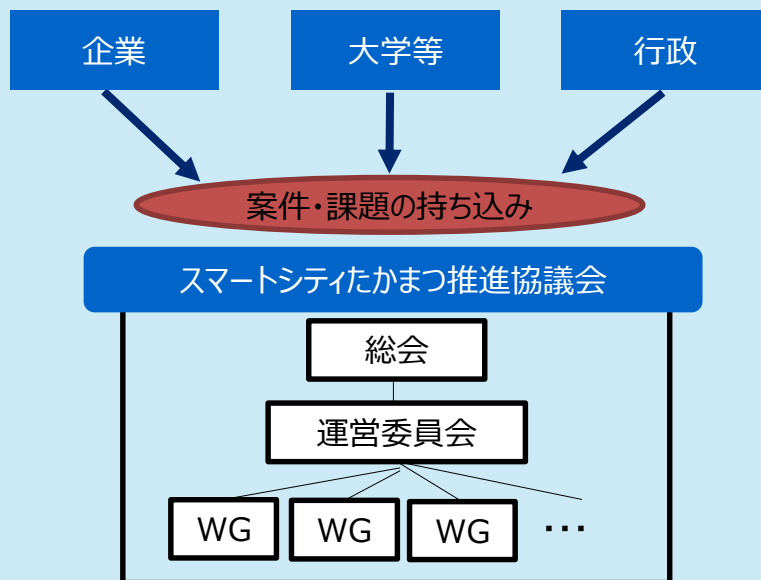 企業
大学等
行政
案件・課題の持ち込み
スマートシティたかまつ推進協議会
総会
運営委員会
WG
WG
WG
…